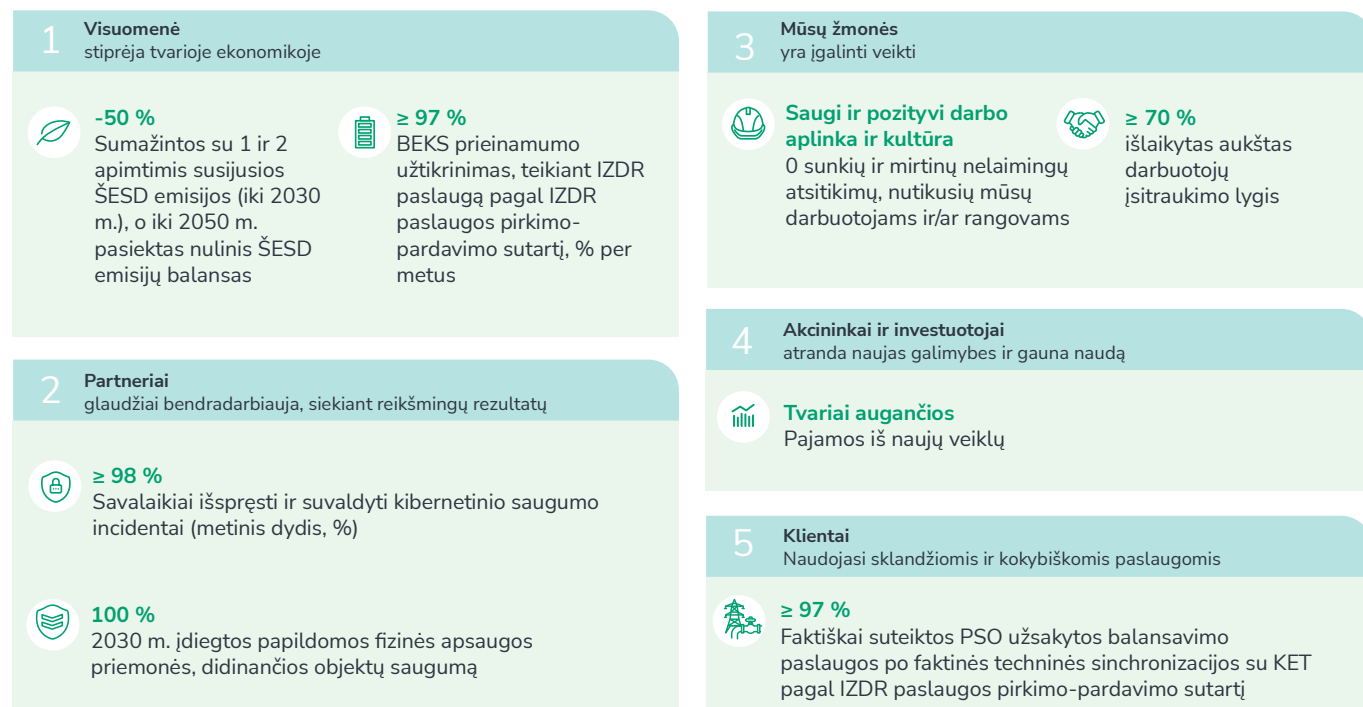 1
Visuomenė
stiprėja tvarioje ekonomikoje
-50 %
Sumažintos su 1 ir 2
apimtimis susijusios
ŠESD emisijos (iki 2030
m.), o iki 2050 m.
pasiektas nulinis ŠESD
emisijų balansas
≥ 97 %
BEKS prieinamumo
užtikrinimas, teikiant IZDR
paslaugą pagal IZDR
paslaugos pirkimo-
pardavimo sutartį, % per
metus
2
Partneriai
glaudžiai bendradarbiauja, siekiant reikšmingų rezultatų
≥ 98 %
Savalaikiai išspręsti ir suvaldyti kibernetinio saugumo
incidentai (metinis dydis, %)
100 %
2030 m. įdiegtos papildomos fizinės apsaugos
priemonės, didinančios objektų saugumą
3
Mūsų žmonės
yra įgalinti veikti
Saugi ir pozityvi darbo
aplinka ir kultūra
0 sunkių ir mirtinų nelaimingų
atsitikimų, nutikusių mūsų
darbuotojams ir/ar rangovams
≥ 70 %
išlaikytas aukštas
darbuotojų
įsitraukimo lygis
4
Akcininkai ir investuotojai
atranda naujas galimybes ir gauna naudą
Tvariai augančios
Pajamos iš naujų veiklų
5
Klientai
Naudojasi sklandžiomis ir kokybiškomis paslaugomis
≥ 97 %
Faktiškai suteiktos PSO užsakytos balansavimo
paslaugos po faktinės techninės sinchronizacijos su KET
pagal IZDR paslaugos pirkimo-pardavimo sutartį